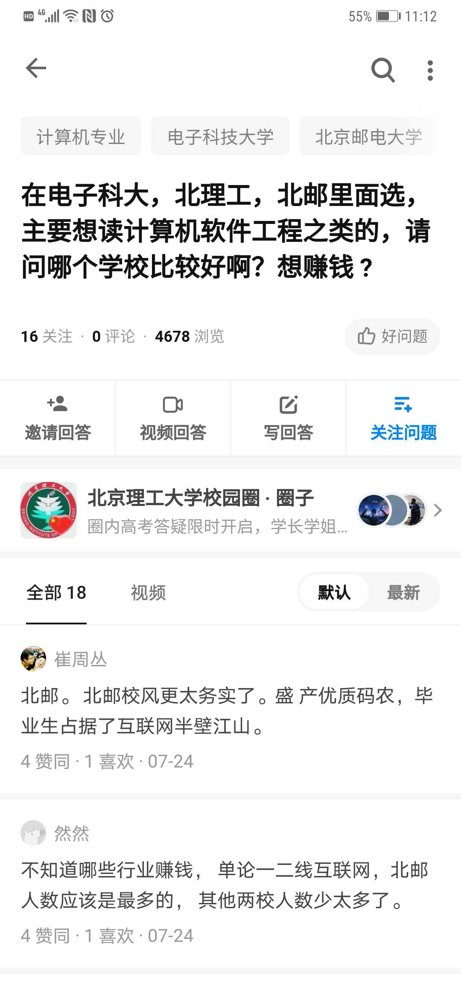 HD 4G 55% 11:12
计算机专业 电子科技大学 北京邮电大学
在电子科大，北理工，北邮里面选，
主要想读计算机软件工程之类的，请
问哪个学校比较好啊？想赚钱？
16 关注 · 0 评论 · 4678 浏览 好问题
邀请回答 视频回答 写回答 关注问题
北京理工大学校园圈 · 圈子
圈内高考答疑限时开启，学长学姐...
全部 18 视频 默认 最新
崔周丛
北邮。 北邮校风更太务实了。盛 产优质码农，毕
业生占据了互联网半壁江山。
4 赞同 · 1 喜欢 · 07-24
然然
不知道哪些行业赚钱， 单论一二线互联网，北邮
人数应该是最多的， 其他两校人数少太多了。
4 赞同 · 1 喜欢 · 07-24